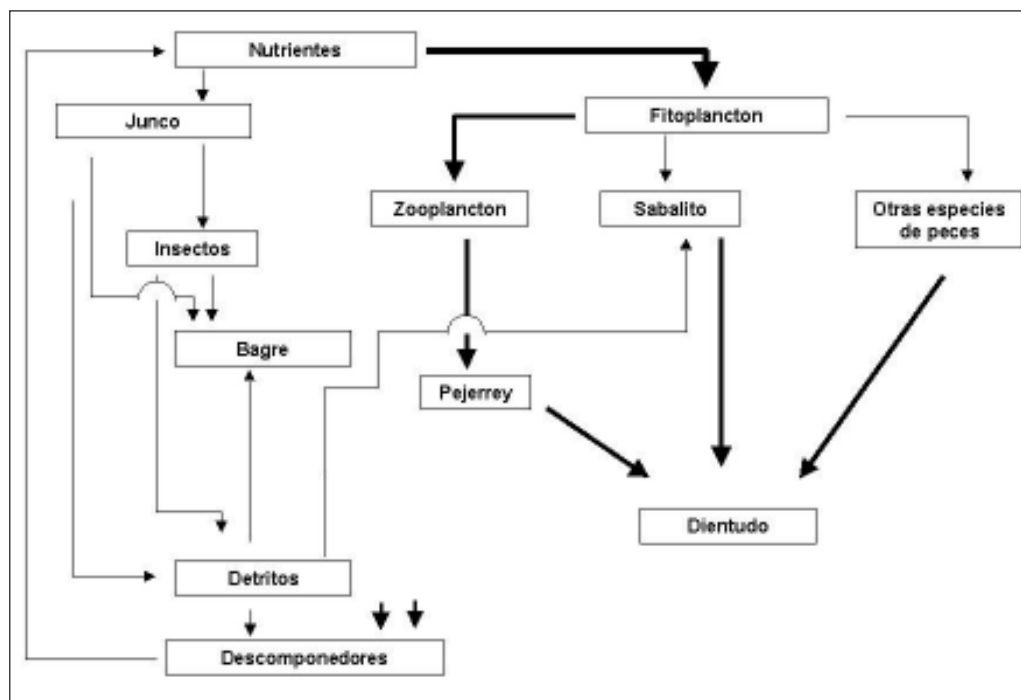 Nutrientes
Junco
Fitoplancton
Zooplancton
Sabalito
Otras especies
de peces
Insectos
Bagre
Pejerrey
Dientudo
Detritos
Descomponedores